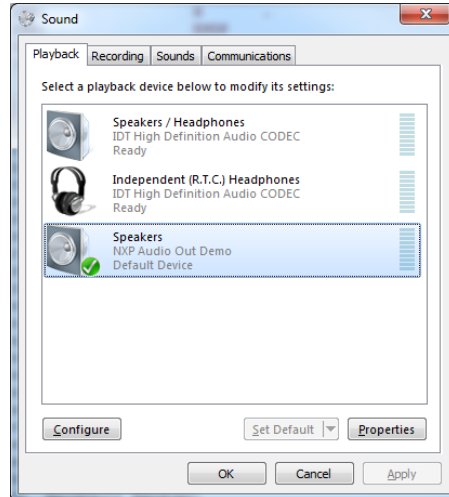 Sound
Playback Recording Sounds Communications
Select a playback device below to modify its settings:
Speakers / Headphones
IDT High Definition Audio CODEC
Ready
Independent (R.T.C.) Headphones
IDT High Definition Audio CODEC
Ready
Speakers
NXP Audio Out Demo
Default Device
Configure Set Default Properties
OK Cancel Apply